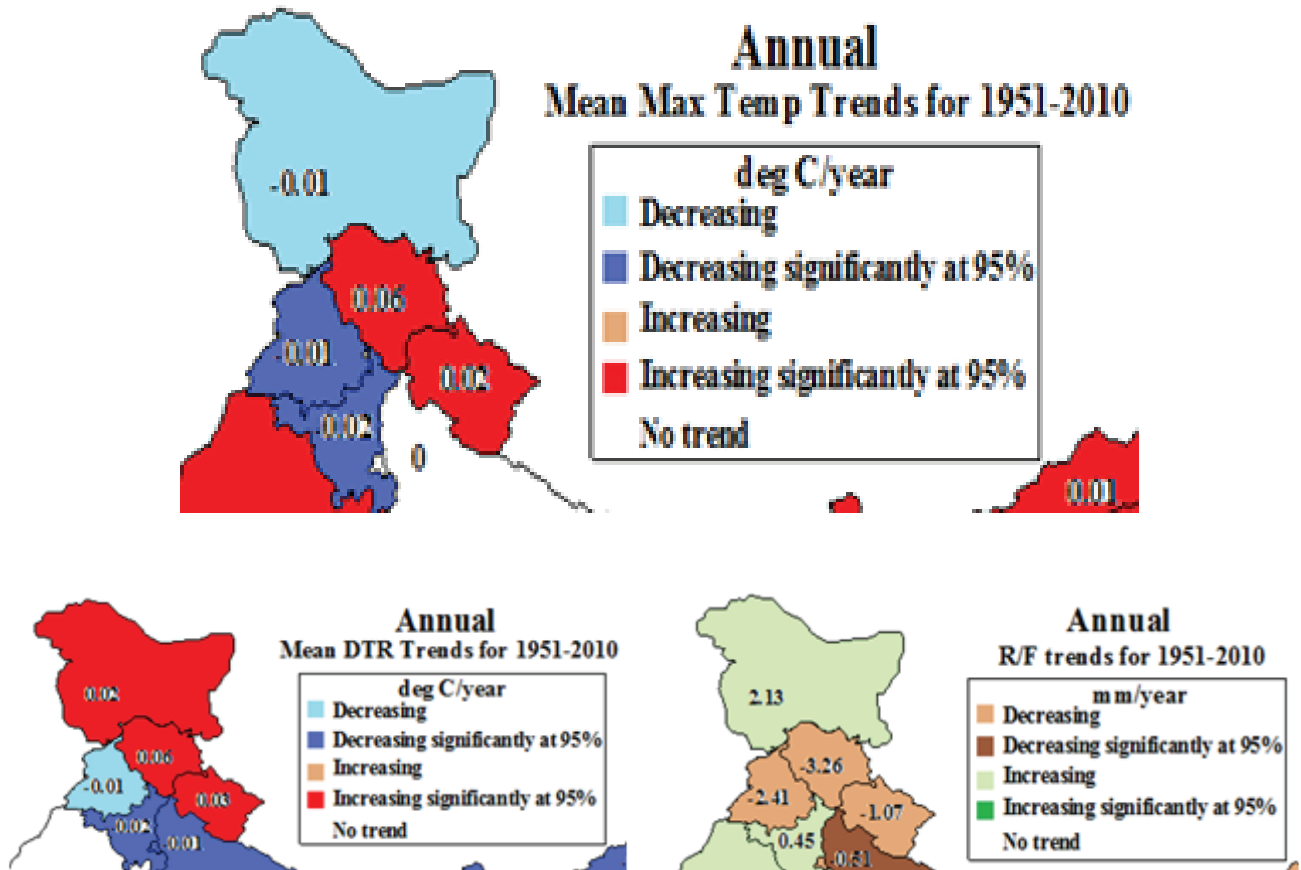 Annual
Mean Max Temp Trends for 1951-2010
deg C/year
Decreasing
Decreasing significantly at 95%
Increasing
Increasing significantly at 95%
No trend
-0.01
0.06
-0.01
0.02
0.02
0
0.01
Annual
Mean DTR Trends for 1951-2010
deg C/year
Decreasing
Decreasing significantly at 95%
Increasing
Increasing significantly at 95%
No trend
0.02
0.06
-0.01
0.03
-0.02
-0.01
Annual
R/F trends for 1951-2010
mm/year
Decreasing
Decreasing significantly at 95%
Increasing
Increasing significantly at 95%
No trend
2.13
-3.26
-2.41
-1.07
0.45
-0.51